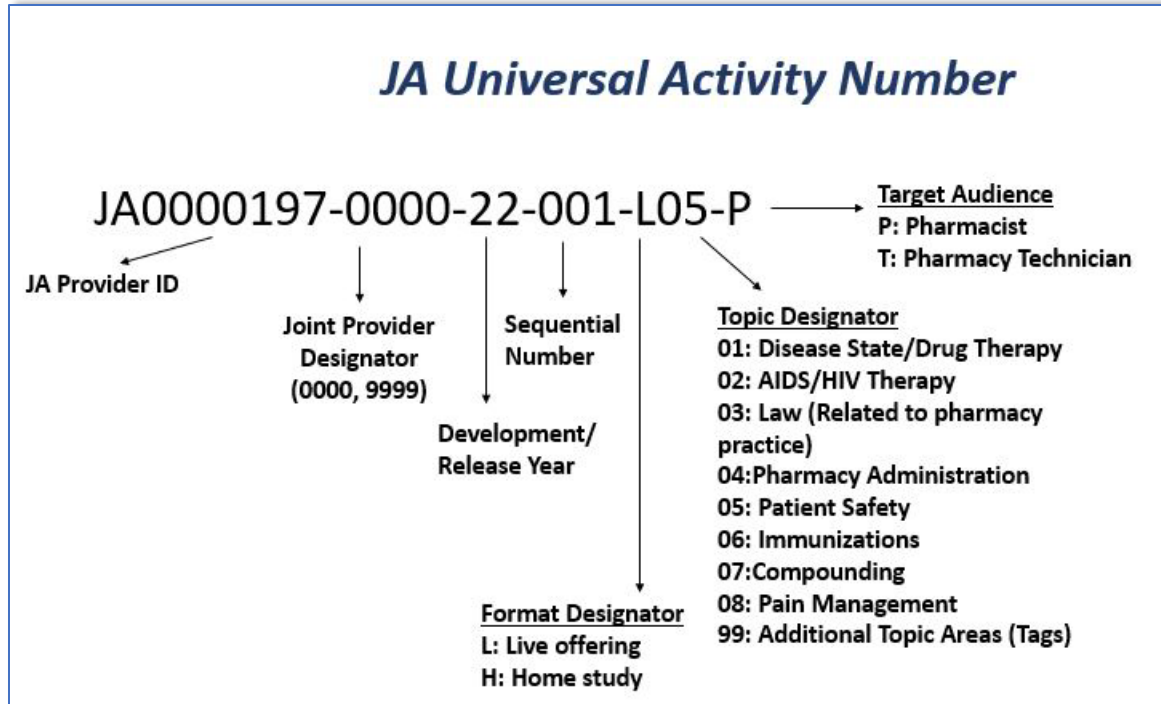 JA Universal Activity Number
JA0000197-0000-22-001-L05-P
Target Audience
P: Pharmacist
T: Pharmacy Technician
JA Provider ID
Joint Provider
Designator
(0000, 9999)
Sequential
Number
Development/
Release Year
Topic Designator
01: Disease State/Drug Therapy
02: AIDS/HIV Therapy
03: Law (Related to pharmacy
practice)
04:Pharmacy Administration
05: Patient Safety
06: Immunizations
07:Compounding
08: Pain Management
99: Additional Topic Areas (Tags)
Format Designator
L: Live offering
H: Home study